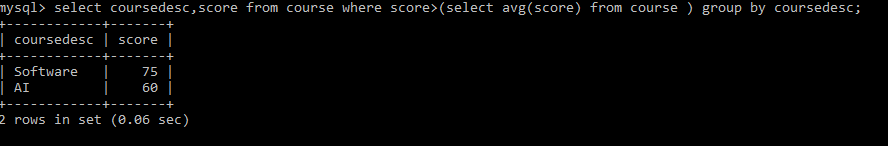 mysql> select coursedesc,score from course where score>(select avg(score) from course ) group by coursedesc;
+------------+-------+
| coursedesc | score |
+------------+-------+
| Software   |    75 |
| AI         |    60 |
+------------+-------+
2 rows in set (0.06 sec)